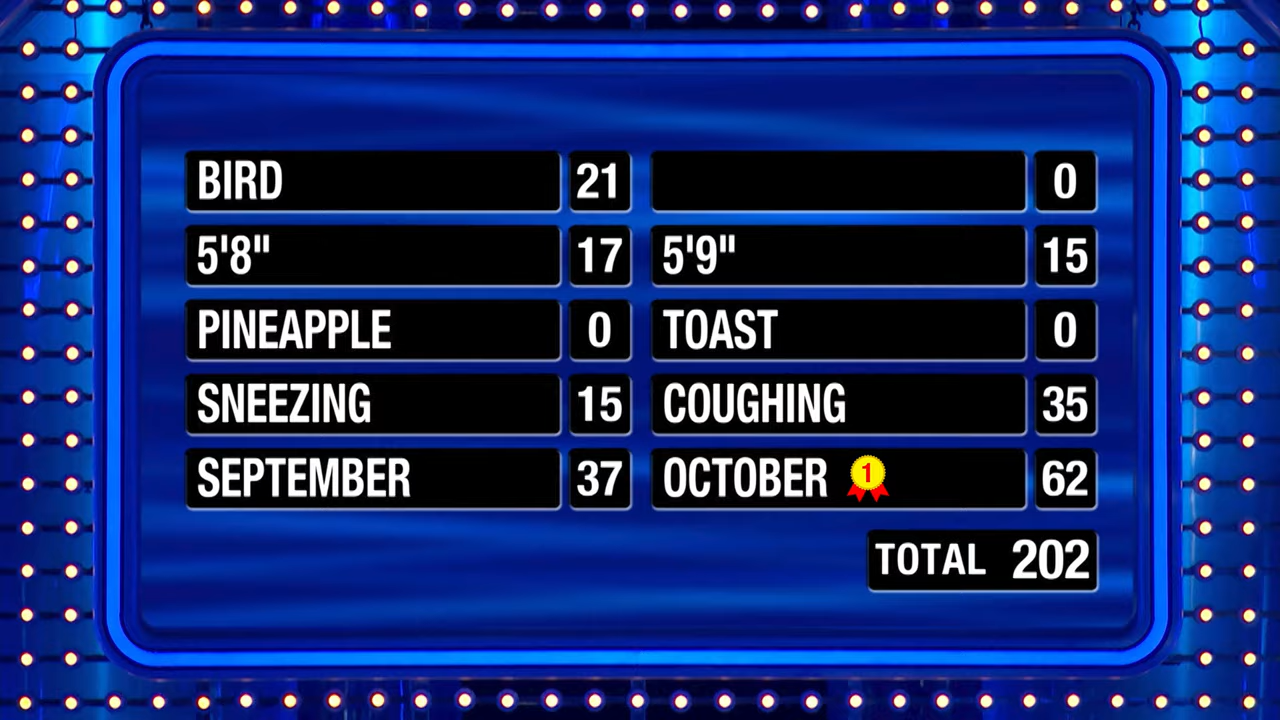 BIRD 21 0
5'8" 17 5'9" 15
PINEAPPLE 0 TOAST 0
SNEEZING 15 COUGHING 35
SEPTEMBER 37 OCTOBER 1 62
TOTAL 202